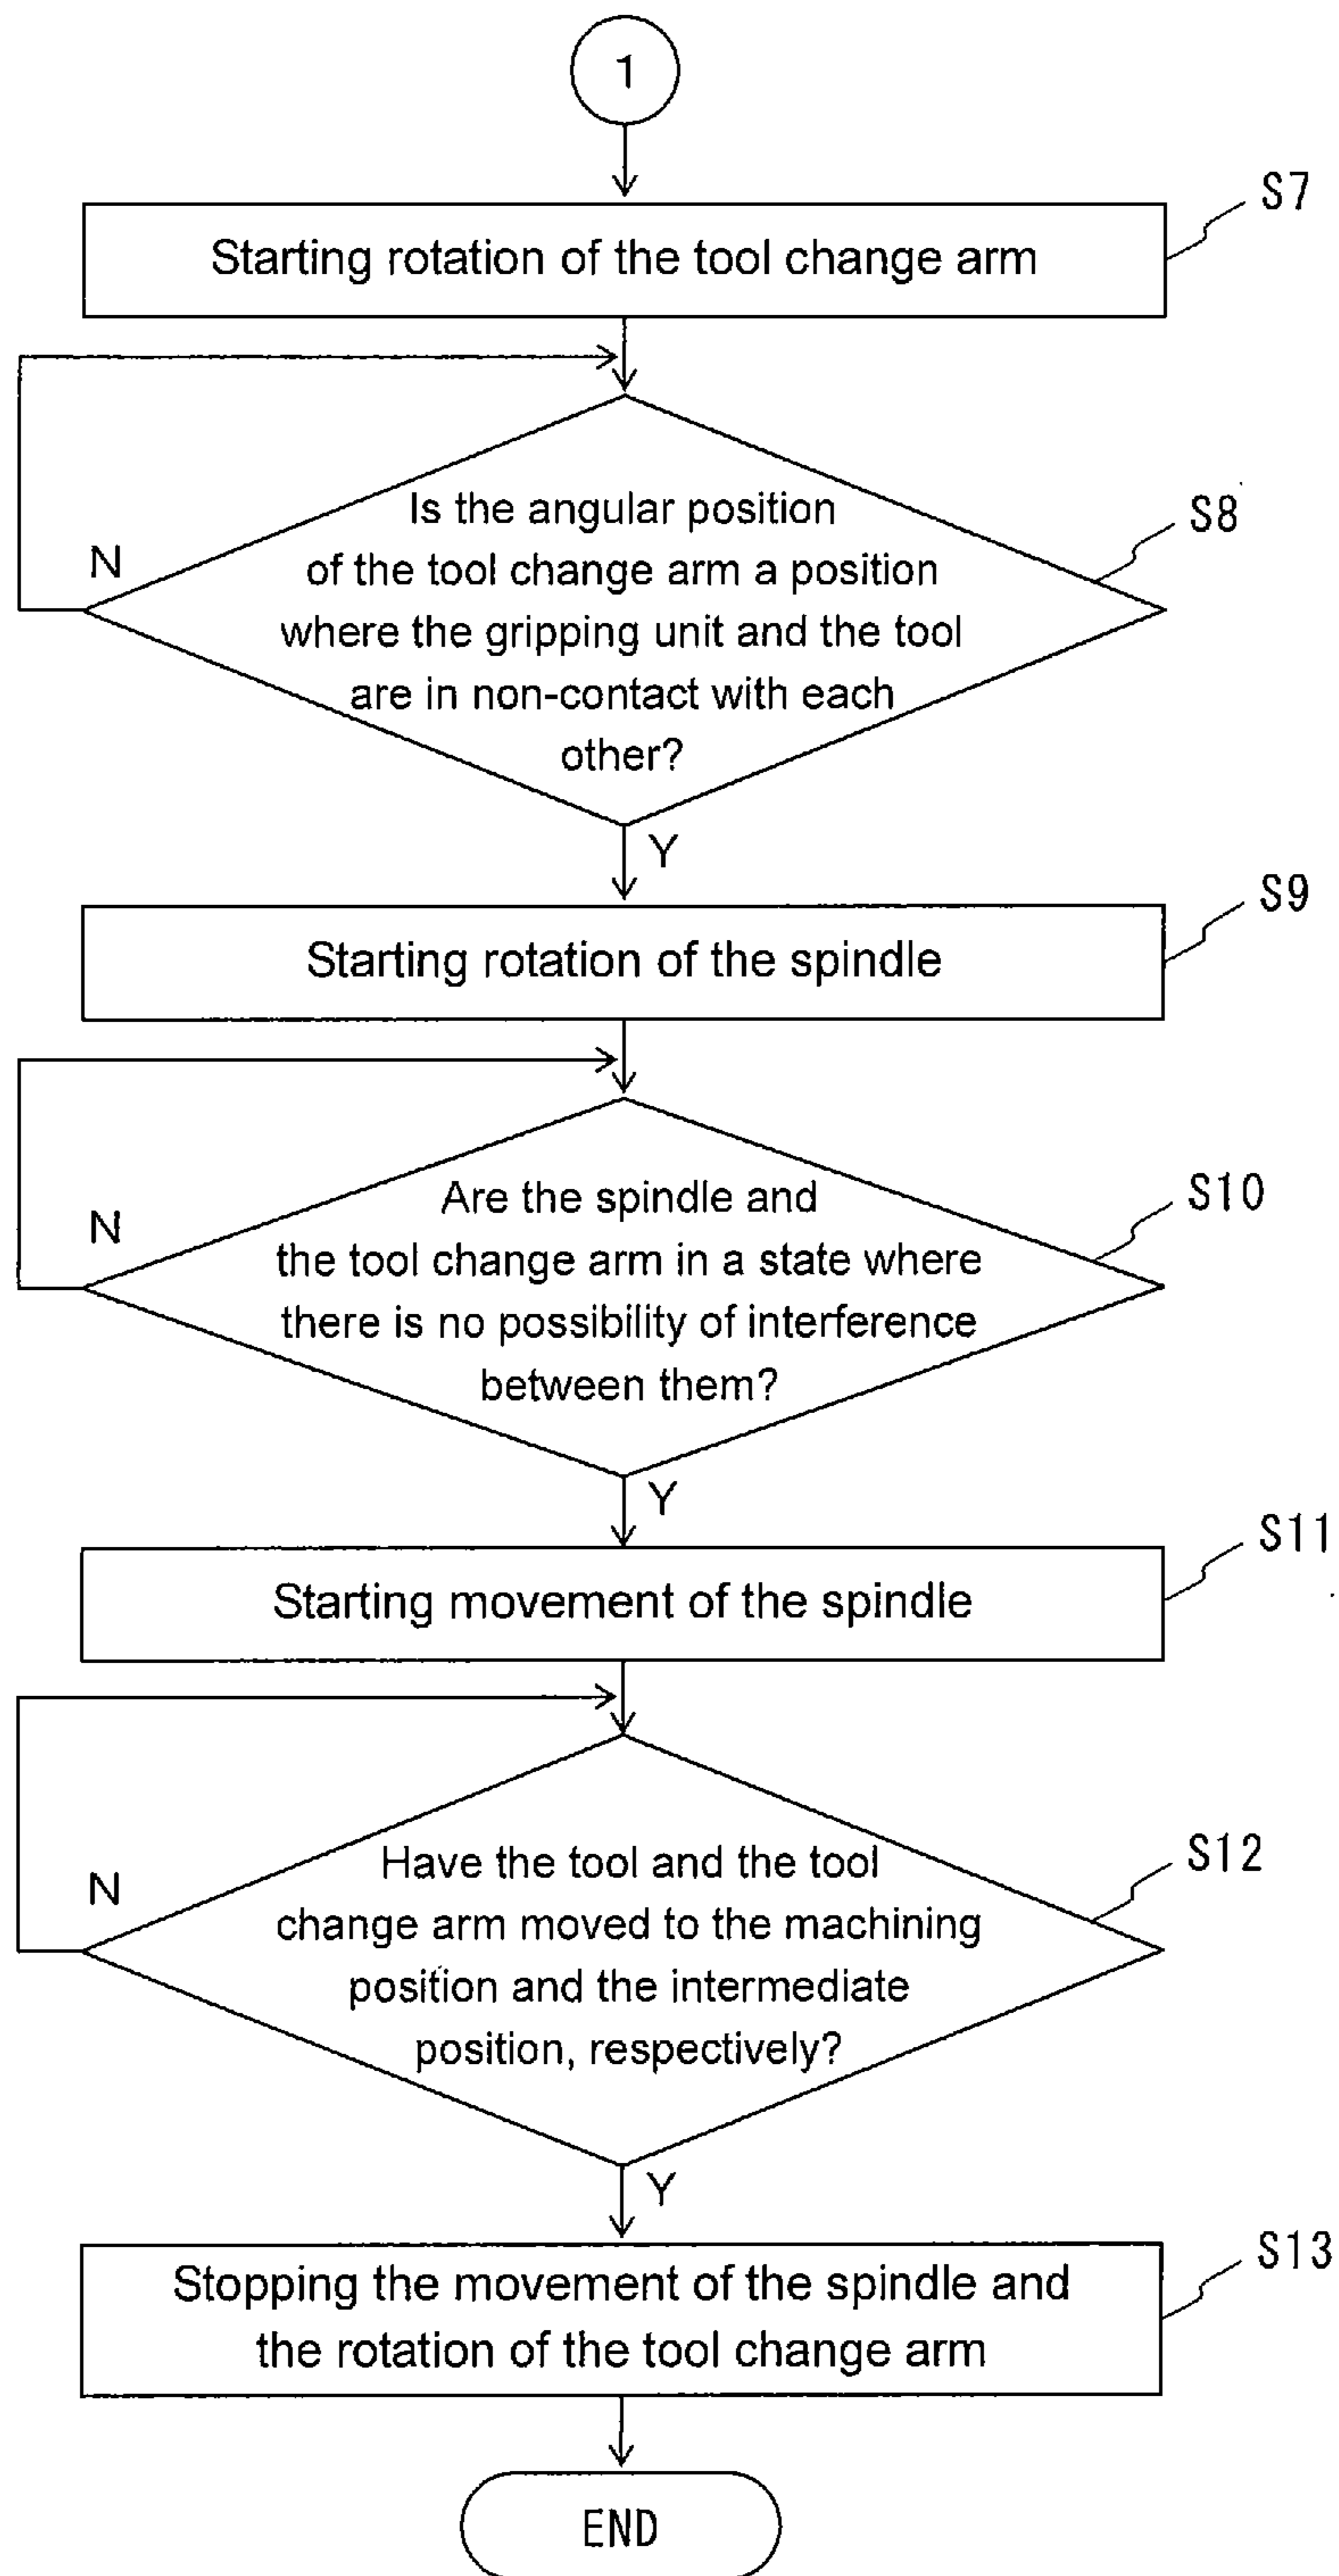 1
S7
Starting rotation of the tool change arm
S8
Is the angular position
of the tool change arm a position
where the gripping unit and the tool
are in non-contact with each
other?
N
Y
S9
Starting rotation of the spindle
S10
Are the spindle and
the tool change arm in a state where
there is no possibility of interference
between them?
N
Y
S11
Starting movement of the spindle
S12
Have the tool and the tool
change arm moved to the machining
position and the intermediate
position, respectively?
N
Y
S13
Stopping the movement of the spindle and
the rotation of the tool change arm
END